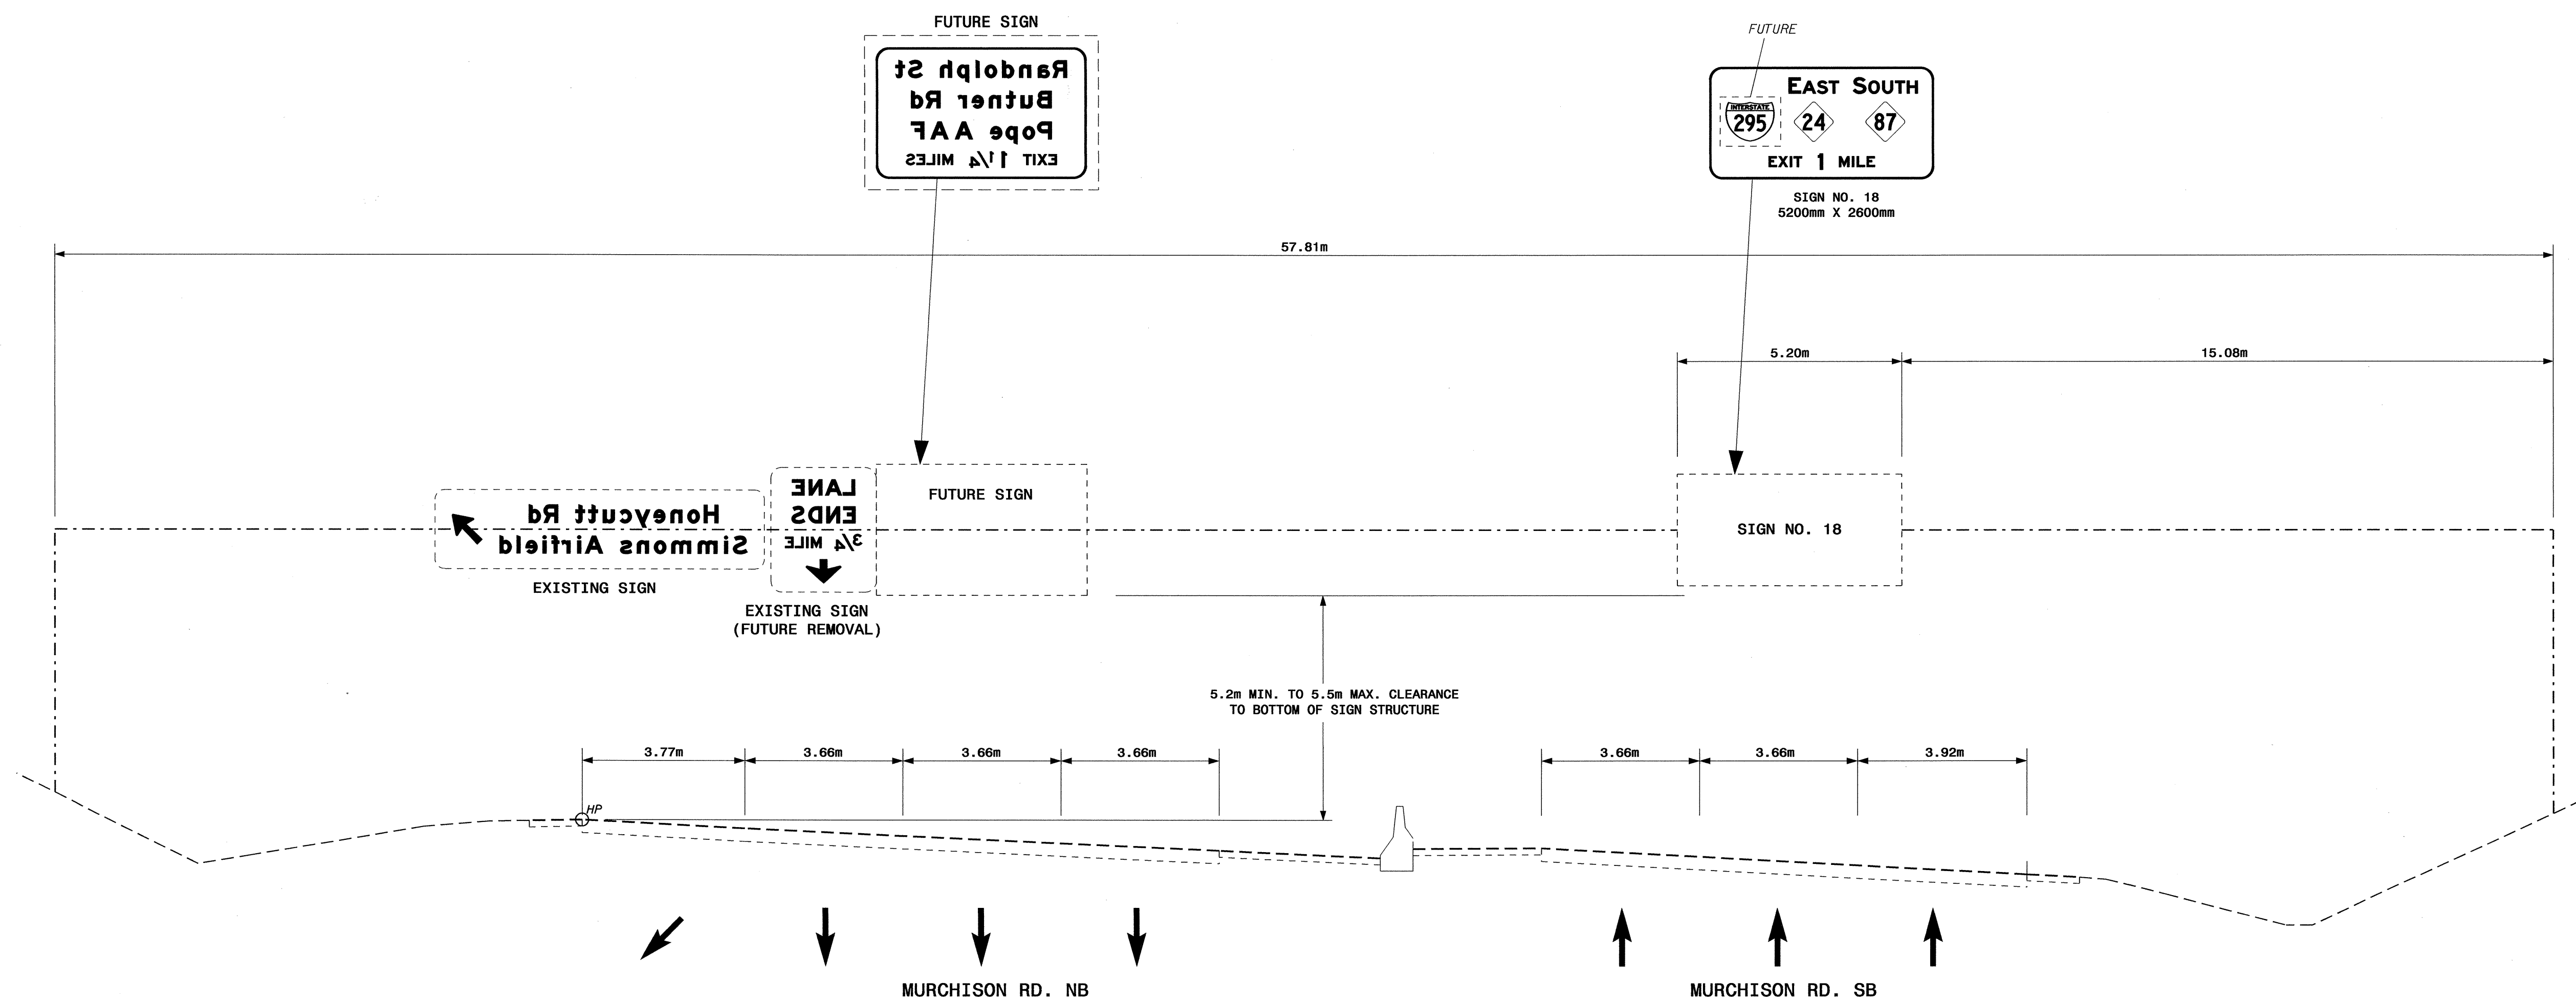 FUTURE SIGN
Randolph St
Butner Rd
Pope AAF
EXIT 1 1/4 MILES
FUTURE
EAST SOUTH
INTERSTATE
295 24 87
EXIT 1 MILE
SIGN NO. 18
5200mm X 2600mm
57.81m
5.20m
15.08m
Honeycutt Rd
Simmons Airfield
EXISTING SIGN
LANE
ENDS
3/4 MILE
EXISTING SIGN
(FUTURE REMOVAL)
FUTURE SIGN
SIGN NO. 18
5.2m MIN. TO 5.5m MAX. CLEARANCE
TO BOTTOM OF SIGN STRUCTURE
3.77m 3.66m 3.66m 3.66m
3.66m 3.66m 3.92m
HP
MURCHISON RD. NB
MURCHISON RD. SB